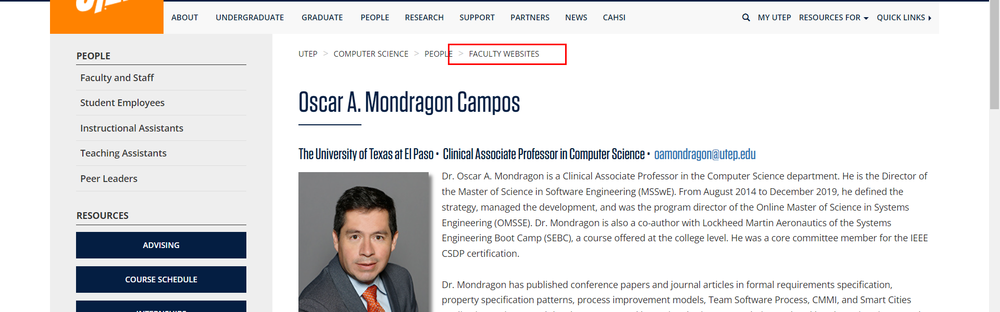 ABOUT UNDERGRADUATE GRADUATE PEOPLE RESEARCH SUPPORT PARTNERS NEWS CAHSI MY UTEP RESOURCES FOR QUICK LINKS
PEOPLE
Faculty and Staff
Student Employees
Instructional Assistants
Teaching Assistants
Peer Leaders
RESOURCES
ADVISING
COURSE SCHEDULE
INTERNSHIPS
UTEP > COMPUTER SCIENCE > PEOPLE > FACULTY WEBSITES
Oscar A. Mondragon Campos
The University of Texas at El Paso • Clinical Associate Professor in Computer Science • oamondragon@utep.edu
Dr. Oscar A. Mondragon is a Clinical Associate Professor in the Computer Science department. He is the Director of
the Master of Science in Software Engineering (MSSwE). From August 2014 to December 2019, he defined the
strategy, managed the development, and was the program director of the Online Master of Science in Systems
Engineering (OMSSE). Dr. Mondragon is also a co-author with Lockheed Martin Aeronautics of the Systems
Engineering Boot Camp (SEBC), a course offered at the college level. He was a core committee member for the IEEE
CSDP certification.
Dr. Mondragon has published conference papers and journal articles in formal requirements specification,
property specification patterns, process improvement models, Team Software Process, CMMI, and Smart Cities